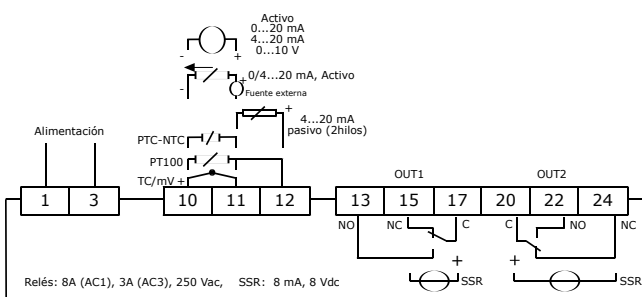 Activo
0...20 mA
4...20 mA
0...10 V
- +
+ 0/4...20 mA, Activo
-
Fuente externa
+
4...20 mA
pasivo (2hilos)
Alimentación
PTC-NTC
PT100
TC/mV +
OUT1 OUT2
1 3 10 11 12 13 15 17 20 22 24
NO NC C C NO NC
+ +
SSR SSR
Relés: 8A (AC1), 3A (AC3), 250 Vac, SSR: 8 mA, 8 Vdc